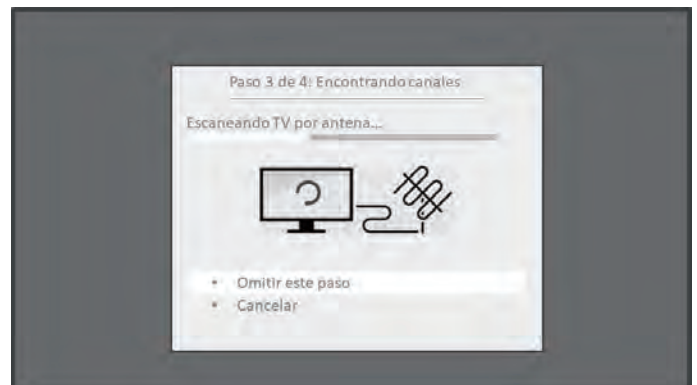 Paso 3 de 4: Encontrando canales
Escaneando TV por antena...
• Omitir este paso
• Cancelar